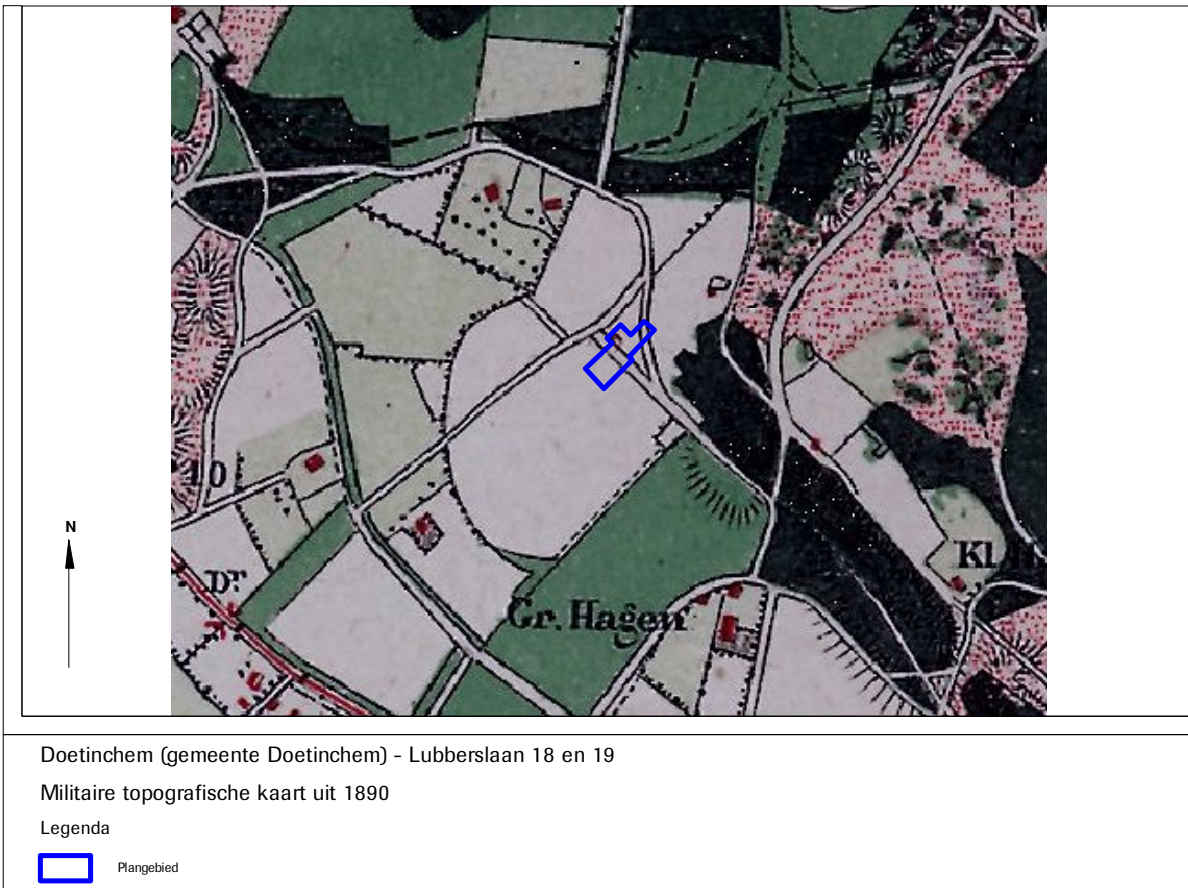 10
N
Dr
Kl. H
Gr. Hagen
Doetinchem (gemeente Doetinchem) - Lubberslaan 18 en 19
Militaire topografische kaart uit 1890
Legenda
Plangebied